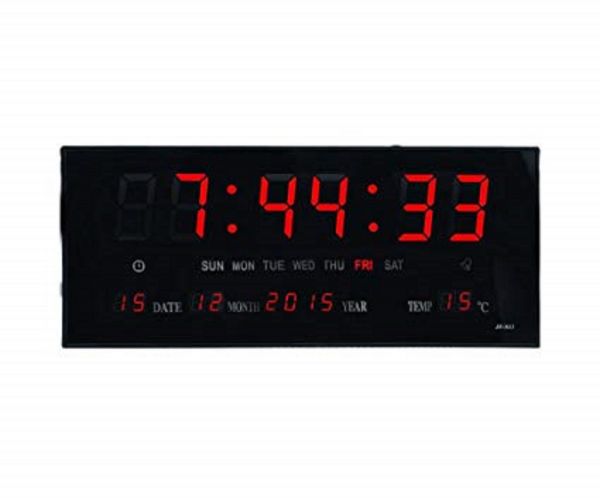 7:44:33
SUN MON TUE WED THU FRI SAT
15 DATE 12 MONTH 2015 YEAR TEMP 15 °C